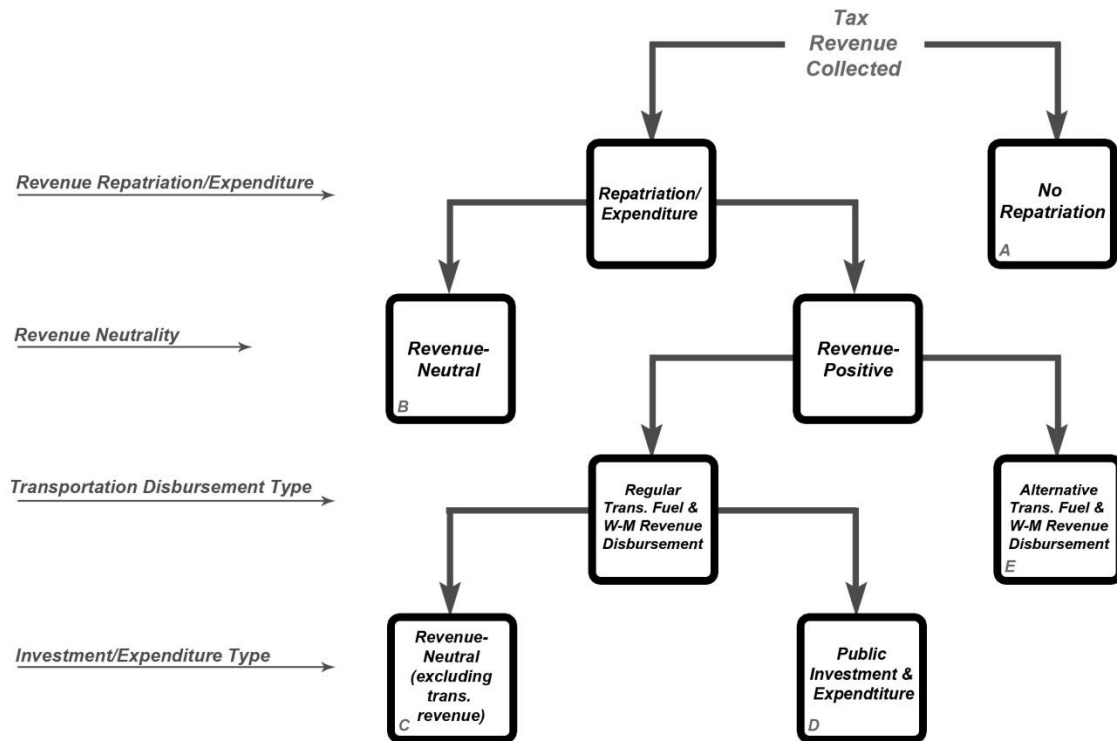 Tax
Revenue
Collected
Revenue Repatriation/Expenditure
Repatriation/
Expenditure
No
Repatriation
A
Revenue Neutrality
Revenue-
Neutral
B
Revenue-
Positive
Transportation Disbursement Type
Regular
Trans. Fuel &
W-M Revenue
Disbursement
Alternative
Trans. Fuel &
W-M Revenue
Disbursement
E
Investment/Expenditure Type
Revenue-
Neutral
(excluding
trans.
revenue)
C
Public
Investment &
Expendtiture
D